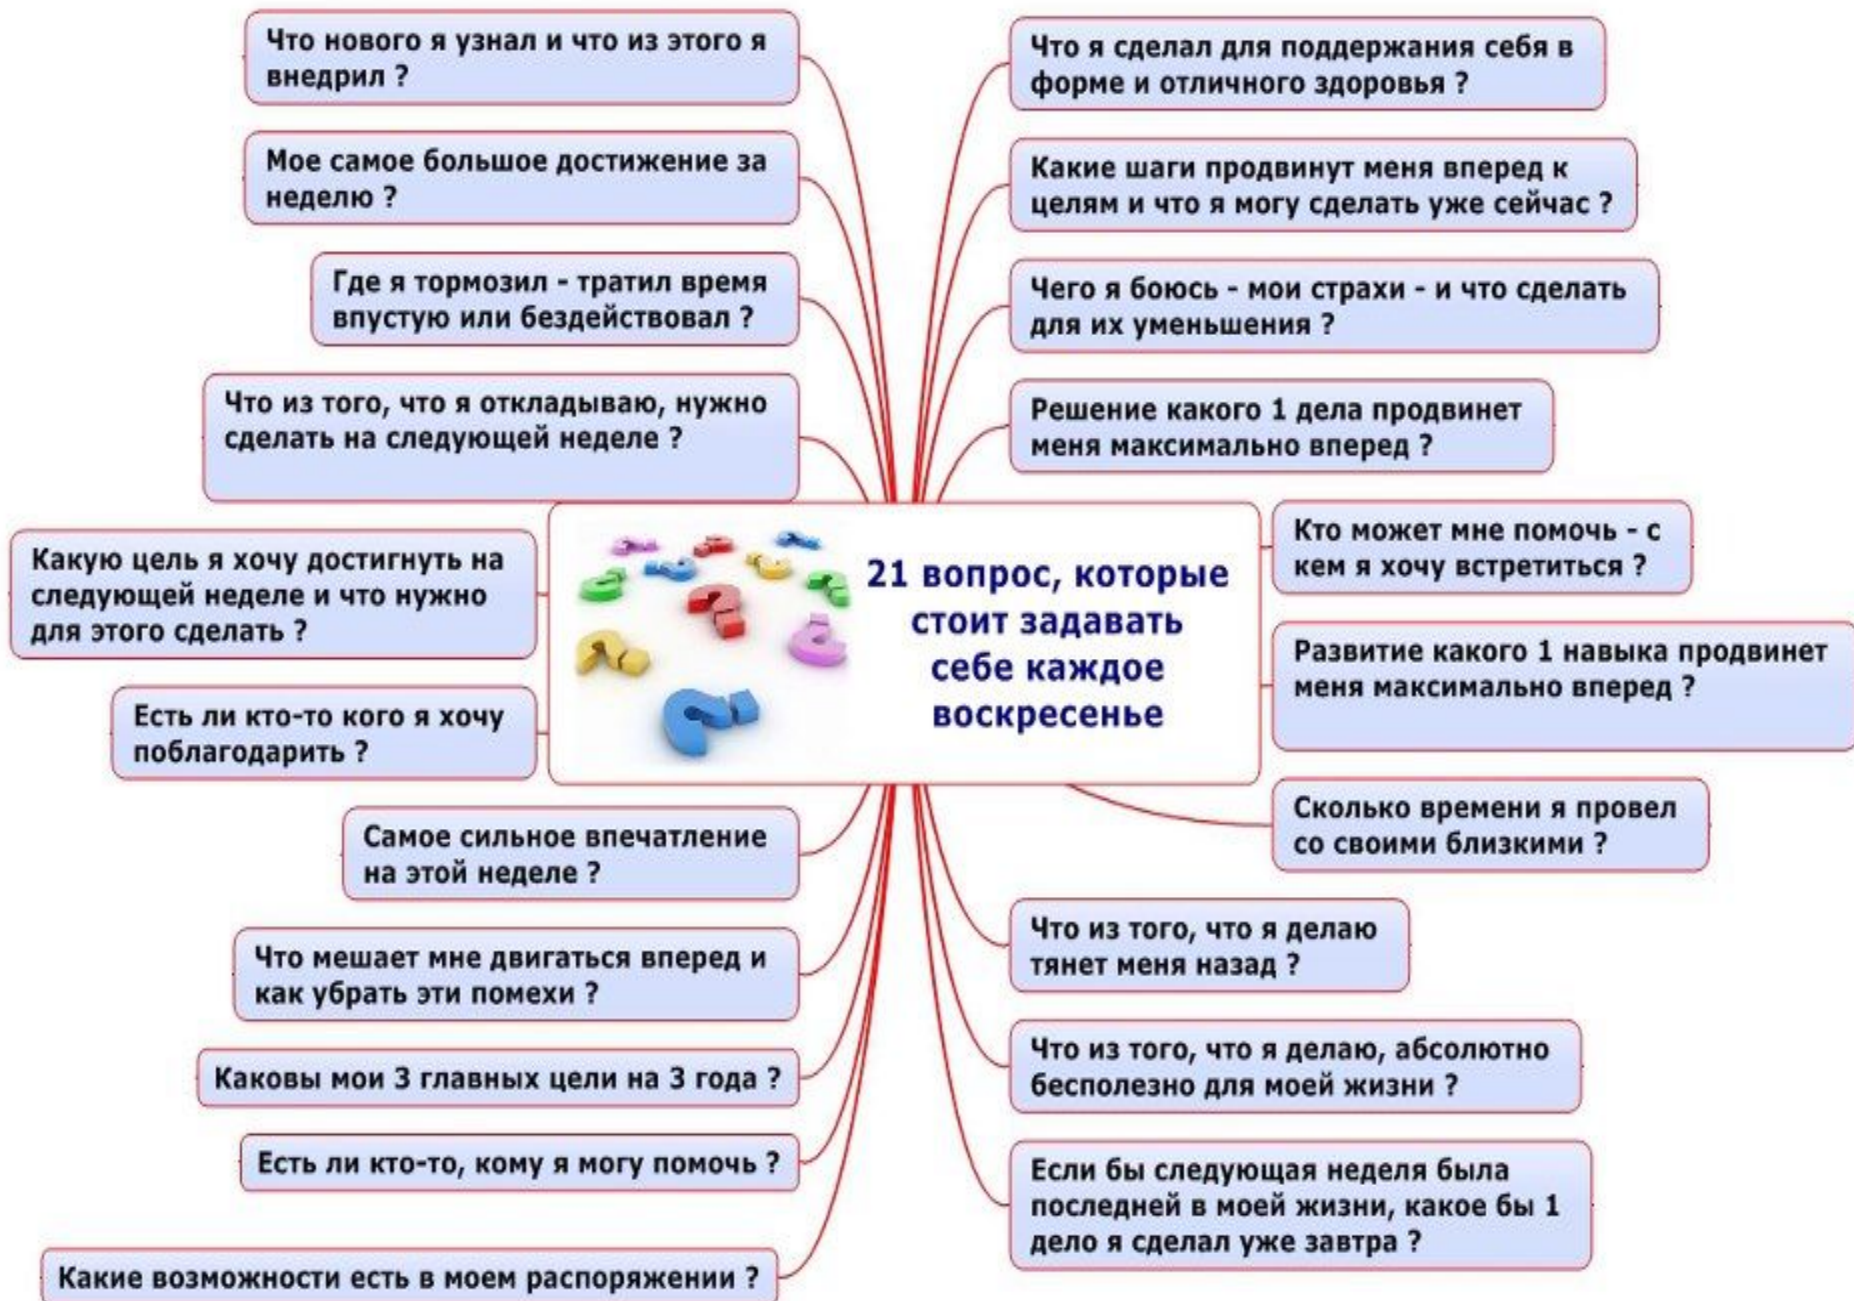 21 вопрос, которые
стоит задавать
себе каждое
воскресенье
Что я сделал для поддержания себя в
форме и отличного здоровья ?
Какие шаги продвинут меня вперед к
целям и что я могу сделать уже сейчас ?
Чего я боюсь - мои страхи - и что сделать
для их уменьшения ?
Решение какого 1 дела продвинет
меня максимально вперед ?
Кто может мне помочь - с
кем я хочу встретиться ?
Развитие какого 1 навыка продвинет
меня максимально вперед ?
Сколько времени я провел
со своими близкими ?
Что из того, что я делаю
тянет меня назад ?
Что из того, что я делаю, абсолютно
бесполезно для моей жизни ?
Если бы следующая неделя была
последней в моей жизни, какое бы 1
дело я сделал уже завтра ?
Что нового я узнал и что из этого я
внедрил ?
Мое самое большое достижение за
неделю ?
Где я тормозил - тратил время
впустую или бездействовал ?
Что из того, что я откладываю, нужно
сделать на следующей неделе ?
Какую цель я хочу достигнуть на
следующей неделе и что нужно
для этого сделать ?
Есть ли кто-то кого я хочу
поблагодарить ?
Самое сильное впечатление
на этой неделе ?
Что мешает мне двигаться вперед и
как убрать эти помехи ?
Каковы мои 3 главных цели на 3 года ?
Есть ли кто-то, кому я могу помочь ?
Какие возможности есть в моем распоряжении ?